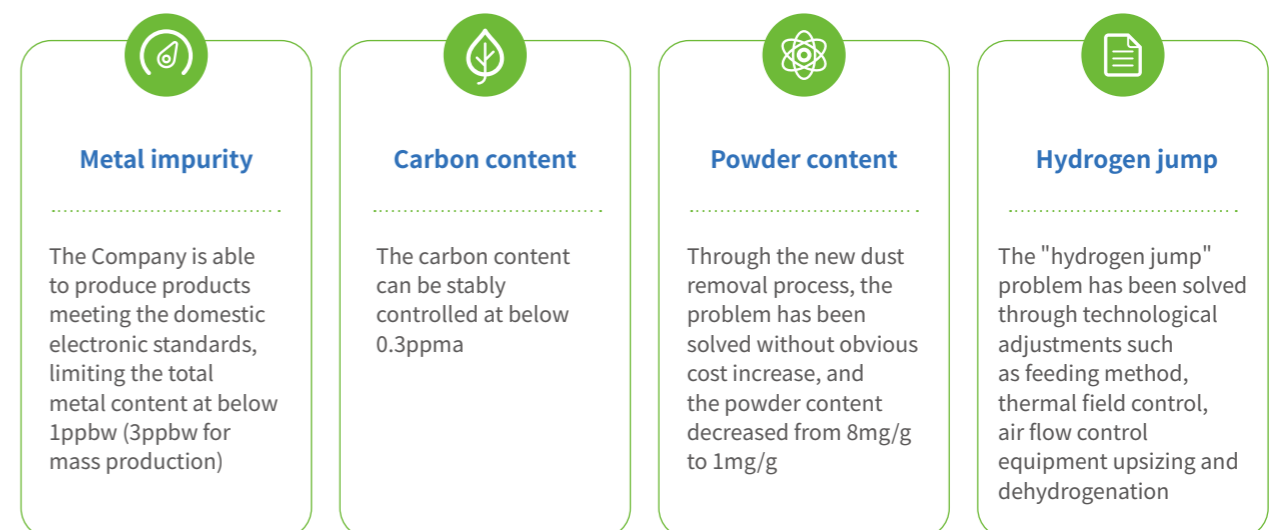 Metal impurity
The Company is able
to produce products
meeting the domestic
electronic standards,
limiting the total
metal content at below
1ppbw (3ppbw for
mass production)
Carbon content
The carbon content
can be stably
controlled at below
0.3ppma
Powder content
Through the new dust
removal process, the
problem has been
solved without obvious
cost increase, and
the powder content
decreased from 8mg/g
to 1mg/g
Hydrogen jump
The "hydrogen jump"
problem has been solved
through technological
adjustments such
as feeding method,
thermal field control,
air flow control
equipment upsizing and
dehydrogenation